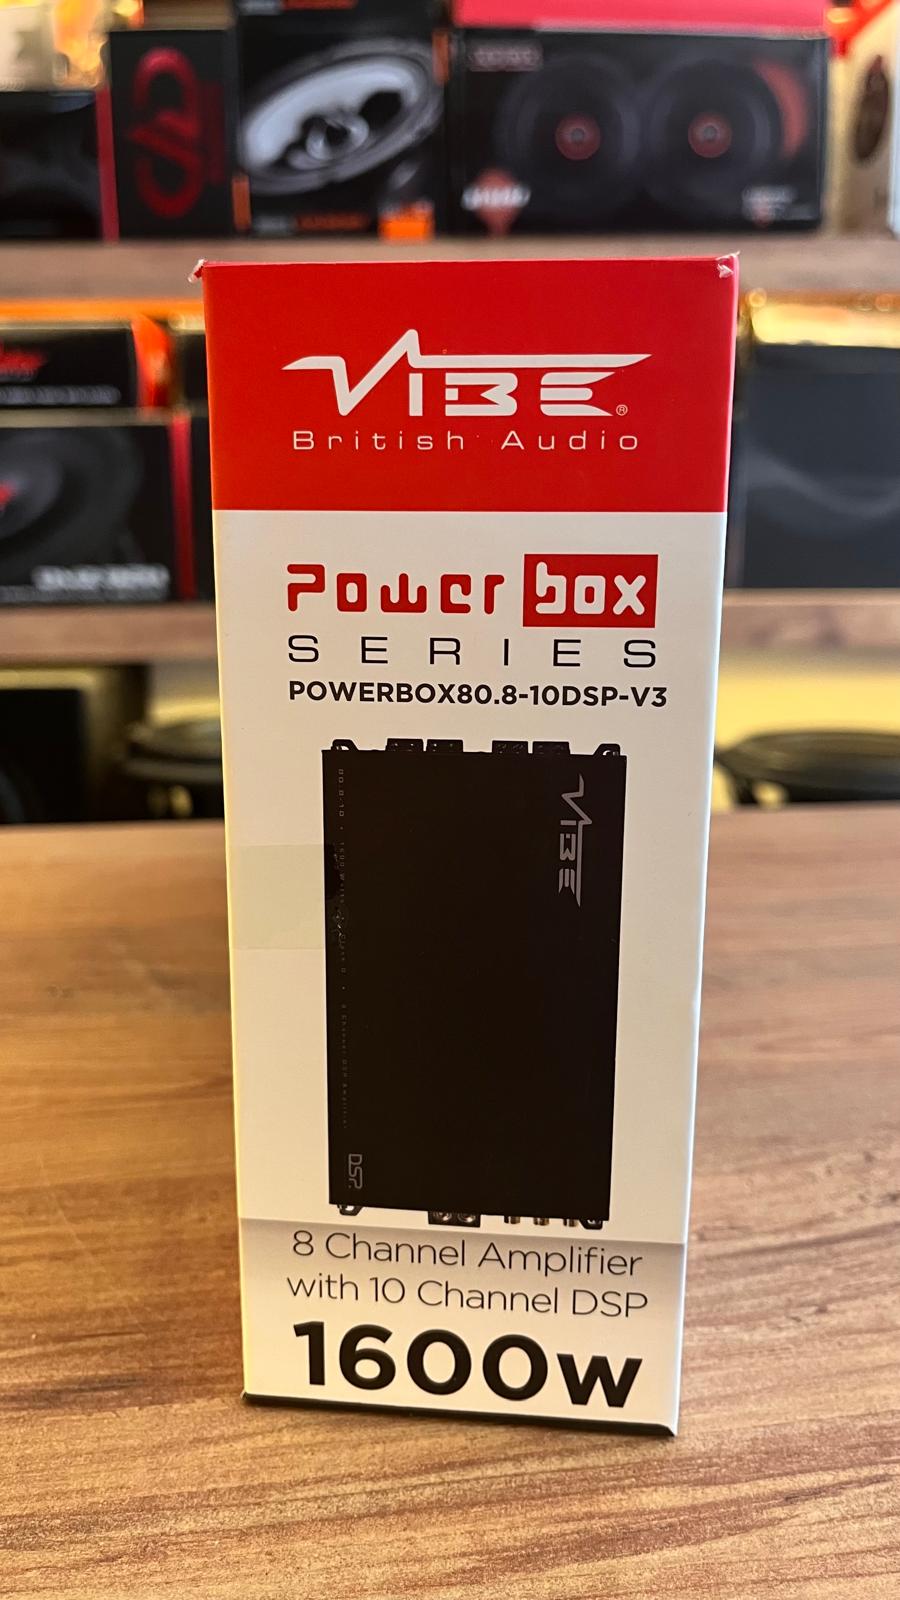 VIBE®
British Audio
Power box
SERIES
POWERBOX80.8-10DSP-V3
VIBE
DSP
8 Channel Amplifier
with 10 Channel DSP
1600w